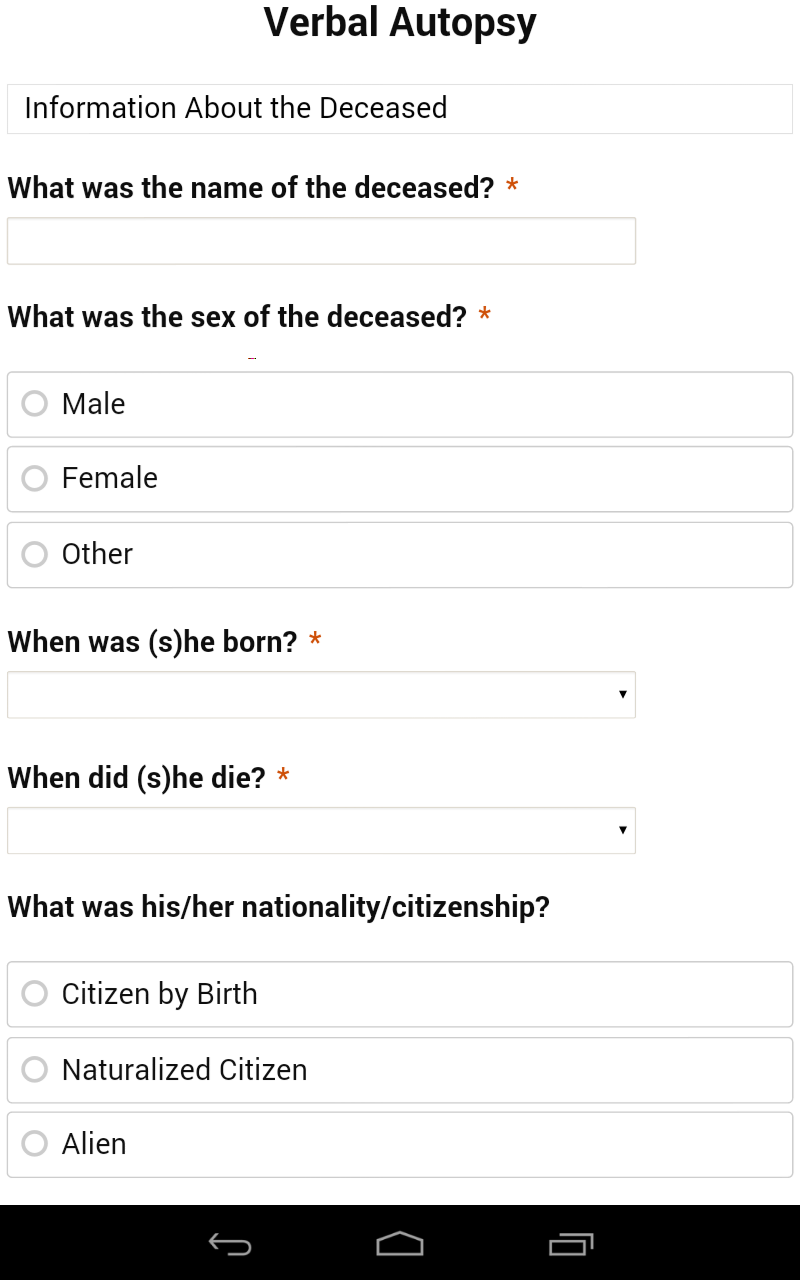 Verbal Autopsy
Information About the Deceased
What was the name of the deceased? *
What was the sex of the deceased? *
Male
Female
Other
When was (s)he born? *
When did (s)he die? *
What was his/her nationality/citizenship?
Citizen by Birth
Naturalized Citizen
Alien